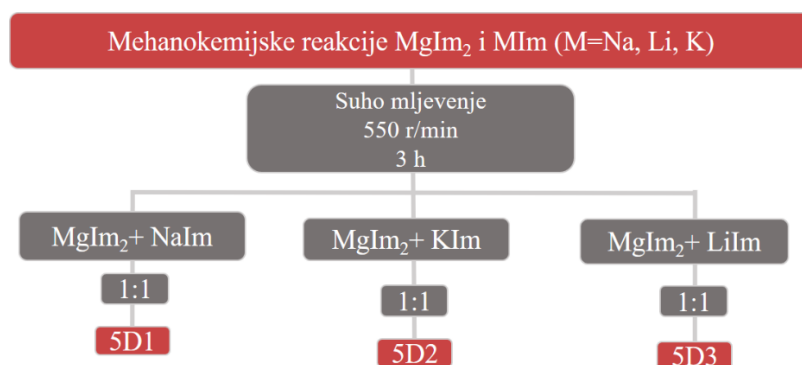 Mehanokemijske reakcije MgIm₂ i MIm (M=Na, Li, K)
Suho mljevenje
550 r/min
3 h
MgIm₂+ NaIm
MgIm₂+ KIm
MgIm₂+ LiIm
1:1
1:1
1:1
5D1
5D2
5D3